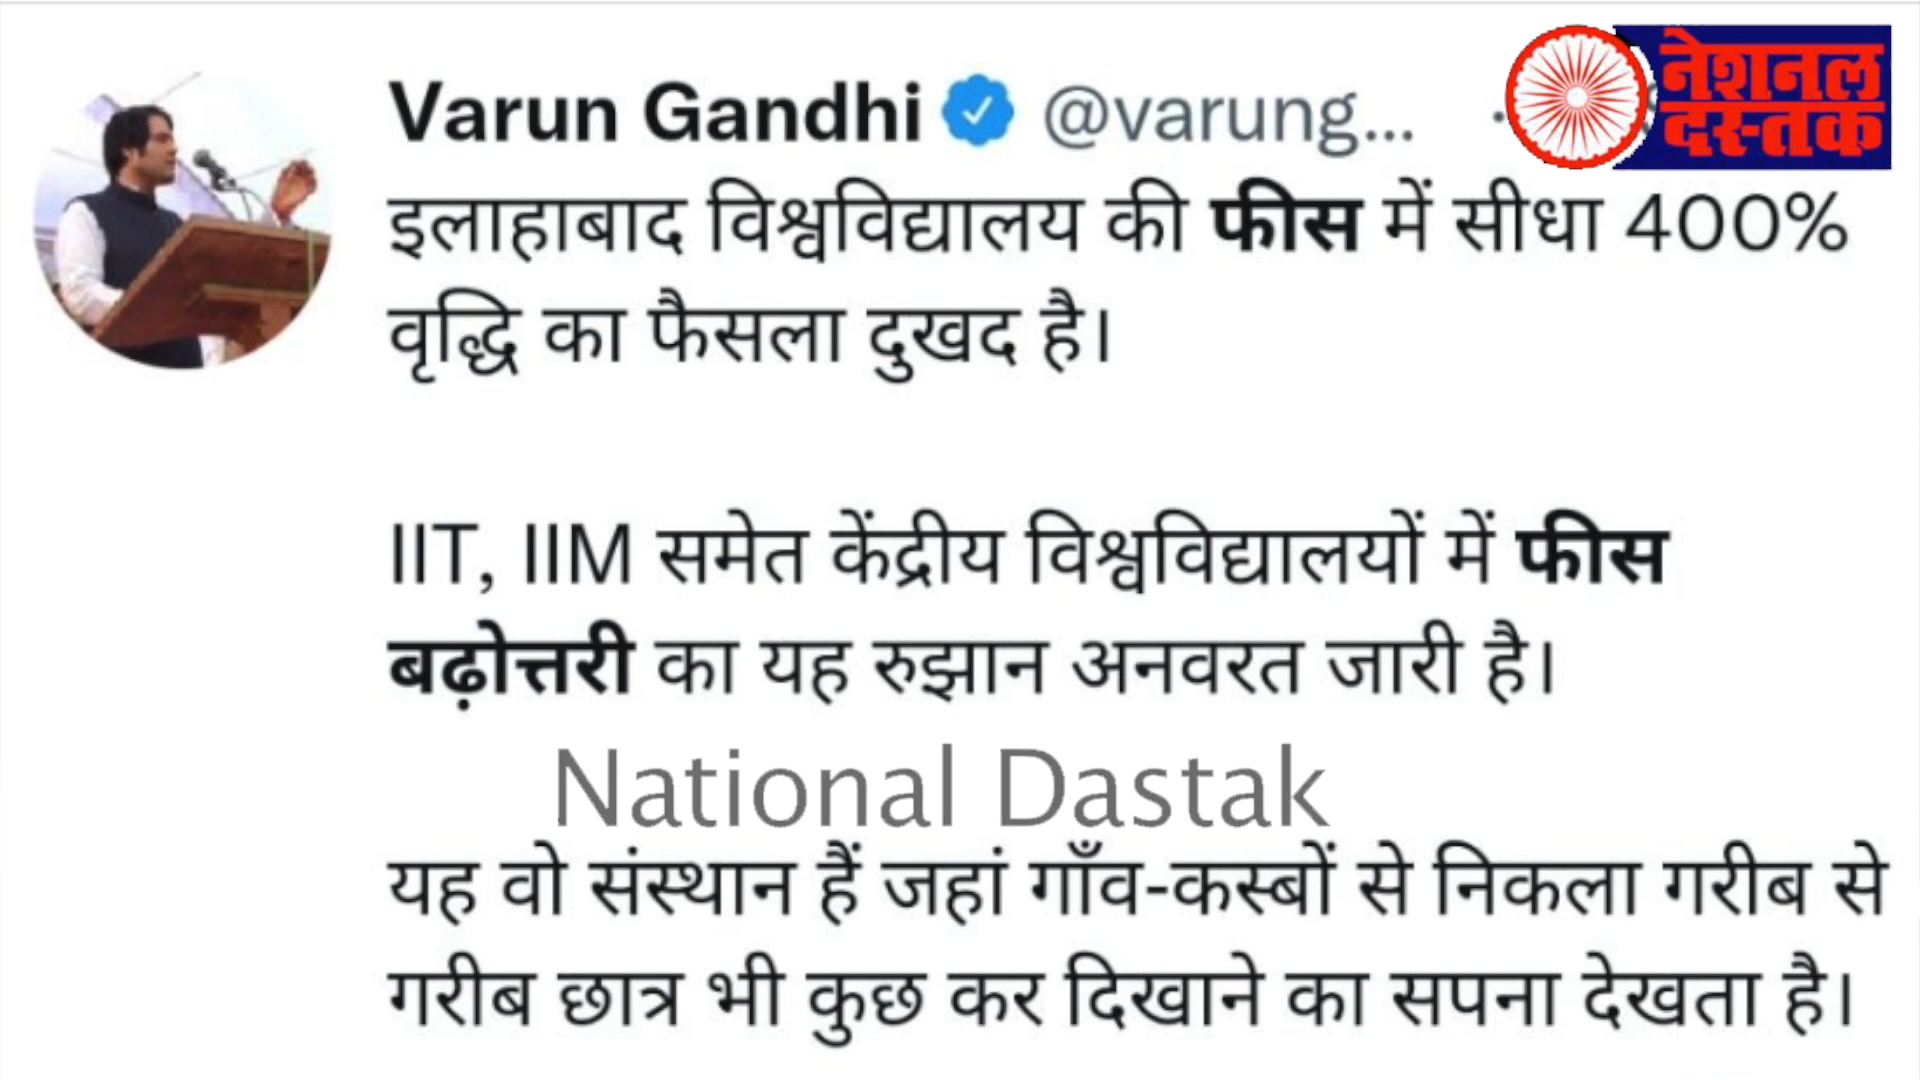 Varun Gandhi @varung...
नेशनल
दस्तक
इलाहाबाद विश्वविद्यालय की फीस में सीधा 400%
वृद्धि का फैसला दुखद है।
IIT, IIM समेत केंद्रीय विश्वविद्यालयों में फीस
बढ़ोत्तरी का यह रुझान अनवरत जारी है।
National Dastak
यह वो संस्थान हैं जहां गाँव-कस्बों से निकला गरीब से
गरीब छात्र भी कुछ कर दिखाने का सपना देखता है।